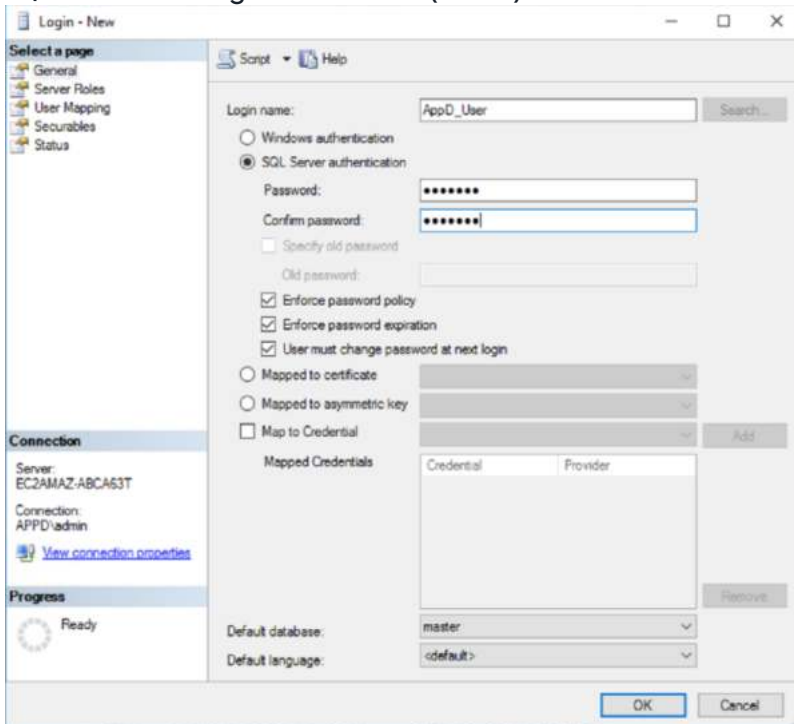 Login - New
Select a page
General
Server Roles
User Mapping
Securables
Status
Script Help
Login name: AppD_User Search...
Windows authentication
SQL Server authentication
Password: •••••••
Confirm password: •••••••
Specify old password
Old password:
Enforce password policy
Enforce password expiration
User must change password at next login
Mapped to certificate
Mapped to asymmetric key
Map to Credential Add
Mapped Credentials Credential Provider
Remove
Default database: master
Default language: <default>
Connection
Server:
EC2AMAZ-ABCA63T
Connection:
APPD\admin
View connection properties
Progress
Ready
OK Cancel